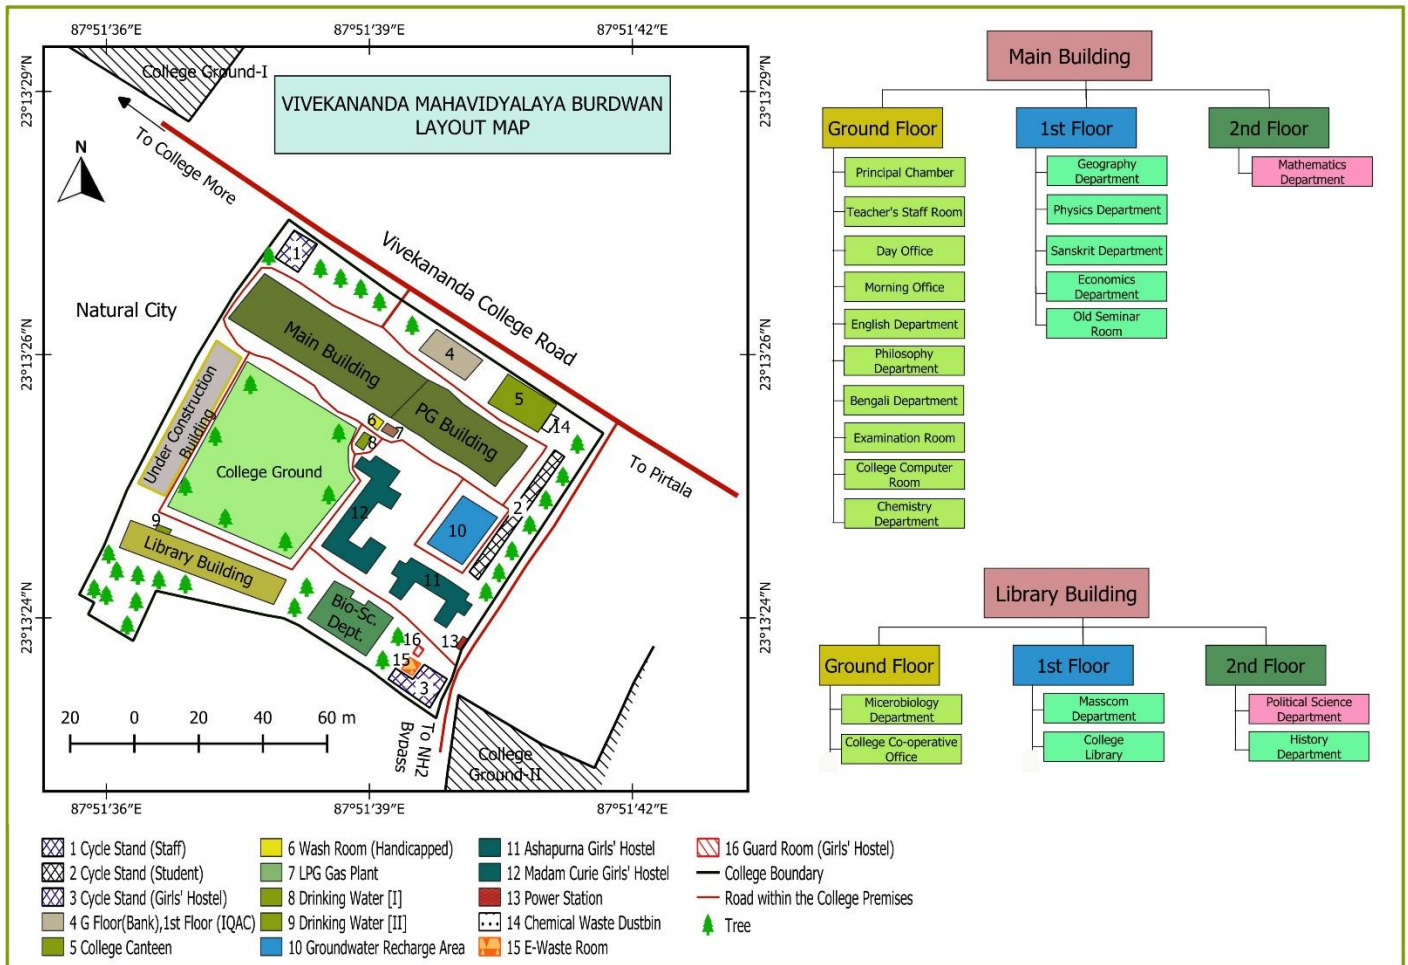 87°51'36"E
87°51'39"E
87°51'42"E
23°13'29"N
23°13'29"N
College Ground-I
VIVEKANANDA MAHAVIDYALAYA BURDWAN
LAYOUT MAP
To College More
N
Vivekananda College Road
1
Natural City
23°13'26"N
23°13'26"N
Main Building
4
5
14
6
7
8
PG Building
To Pirtala
Under Construction
Building
College Ground
2
12
10
9
Library Building
11
23°13'24"N
23°13'24"N
Bio-Sc.
Dept.
13
16
15
3
20 0 20 40 60 m
To NH2
Bypass
College
Ground-II
87°51'36"E
87°51'39"E
87°51'42"E
Main Building
Ground Floor
Principal Chamber
Teacher's Staff Room
Day Office
Morning Office
English Department
Philosophy
Department
Bengali Department
Examination Room
College Computer
Room
Chemistry
Department
1st Floor
Geography
Department
Physics Department
Sanskrit Department
Economics
Department
Old Seminar
Room
2nd Floor
Mathematics
Department
Library Building
Ground Floor
Micerobiology
Department
College Co-operative
Office
1st Floor
Masscom
Department
College
Library
2nd Floor
Political Science
Department
History
Department
1 Cycle Stand (Staff)
2 Cycle Stand (Student)
3 Cycle Stand (Girls' Hostel)
4 G Floor(Bank),1st Floor (IQAC)
5 College Canteen
6 Wash Room (Handicapped)
7 LPG Gas Plant
8 Drinking Water [I]
9 Drinking Water [II]
10 Groundwater Recharge Area
11 Ashapurna Girls' Hostel
12 Madam Curie Girls' Hostel
13 Power Station
14 Chemical Waste Dustbin
15 E-Waste Room
16 Guard Room (Girls' Hostel)
College Boundary
Road within the College Premises
Tree